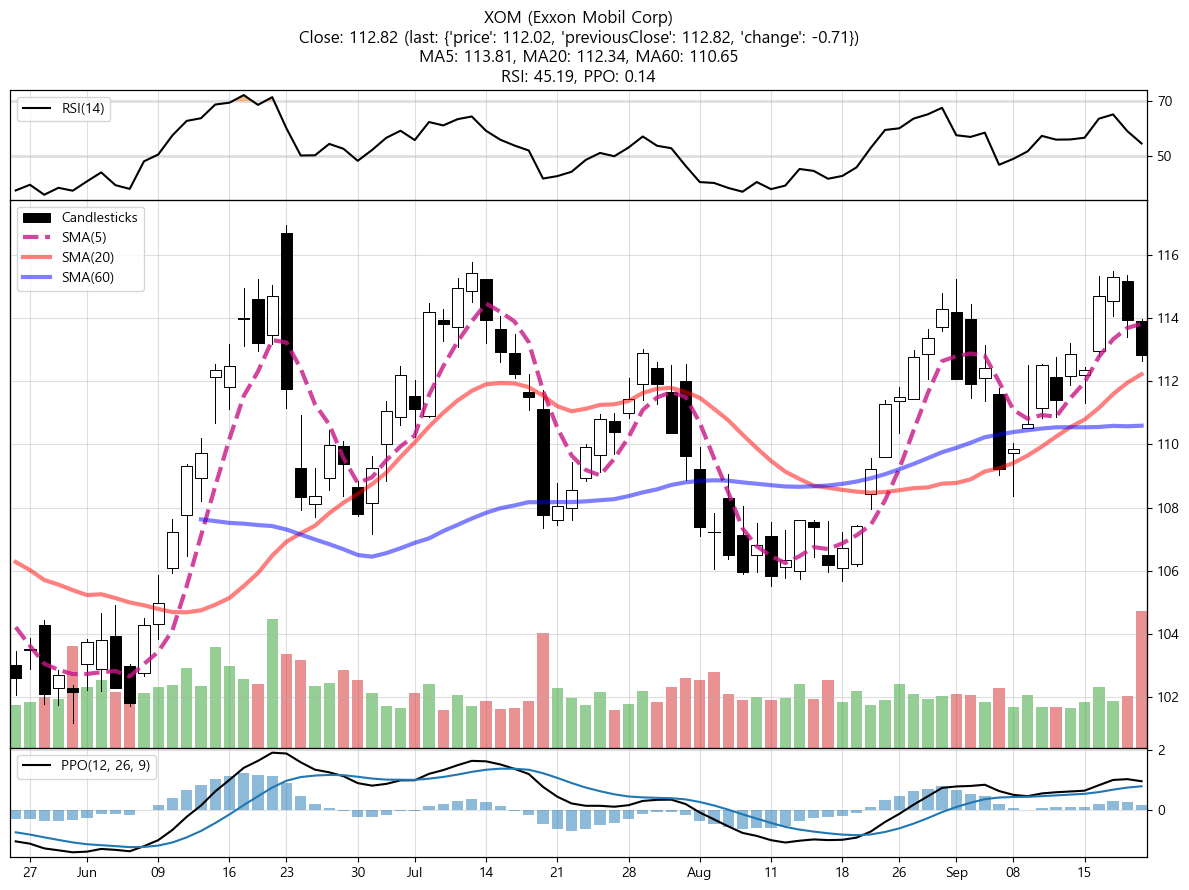 XOM (Exxon Mobil Corp)
Close: 112.82 (last: {'price': 112.02, 'previousClose': 112.82, 'change': -0.71})
MA5: 113.81, MA20: 112.34, MA60: 110.65
RSI: 45.19, PPO: 0.14
RSI(14)
70
50
Candlesticks
SMA(5)
SMA(20)
SMA(60)
116
114
112
110
108
106
104
102
PPO(12, 26, 9)
2
0
27 Jun 09 16 23 Jul 14 21 28 Aug 11 18 26 Sep 08 15